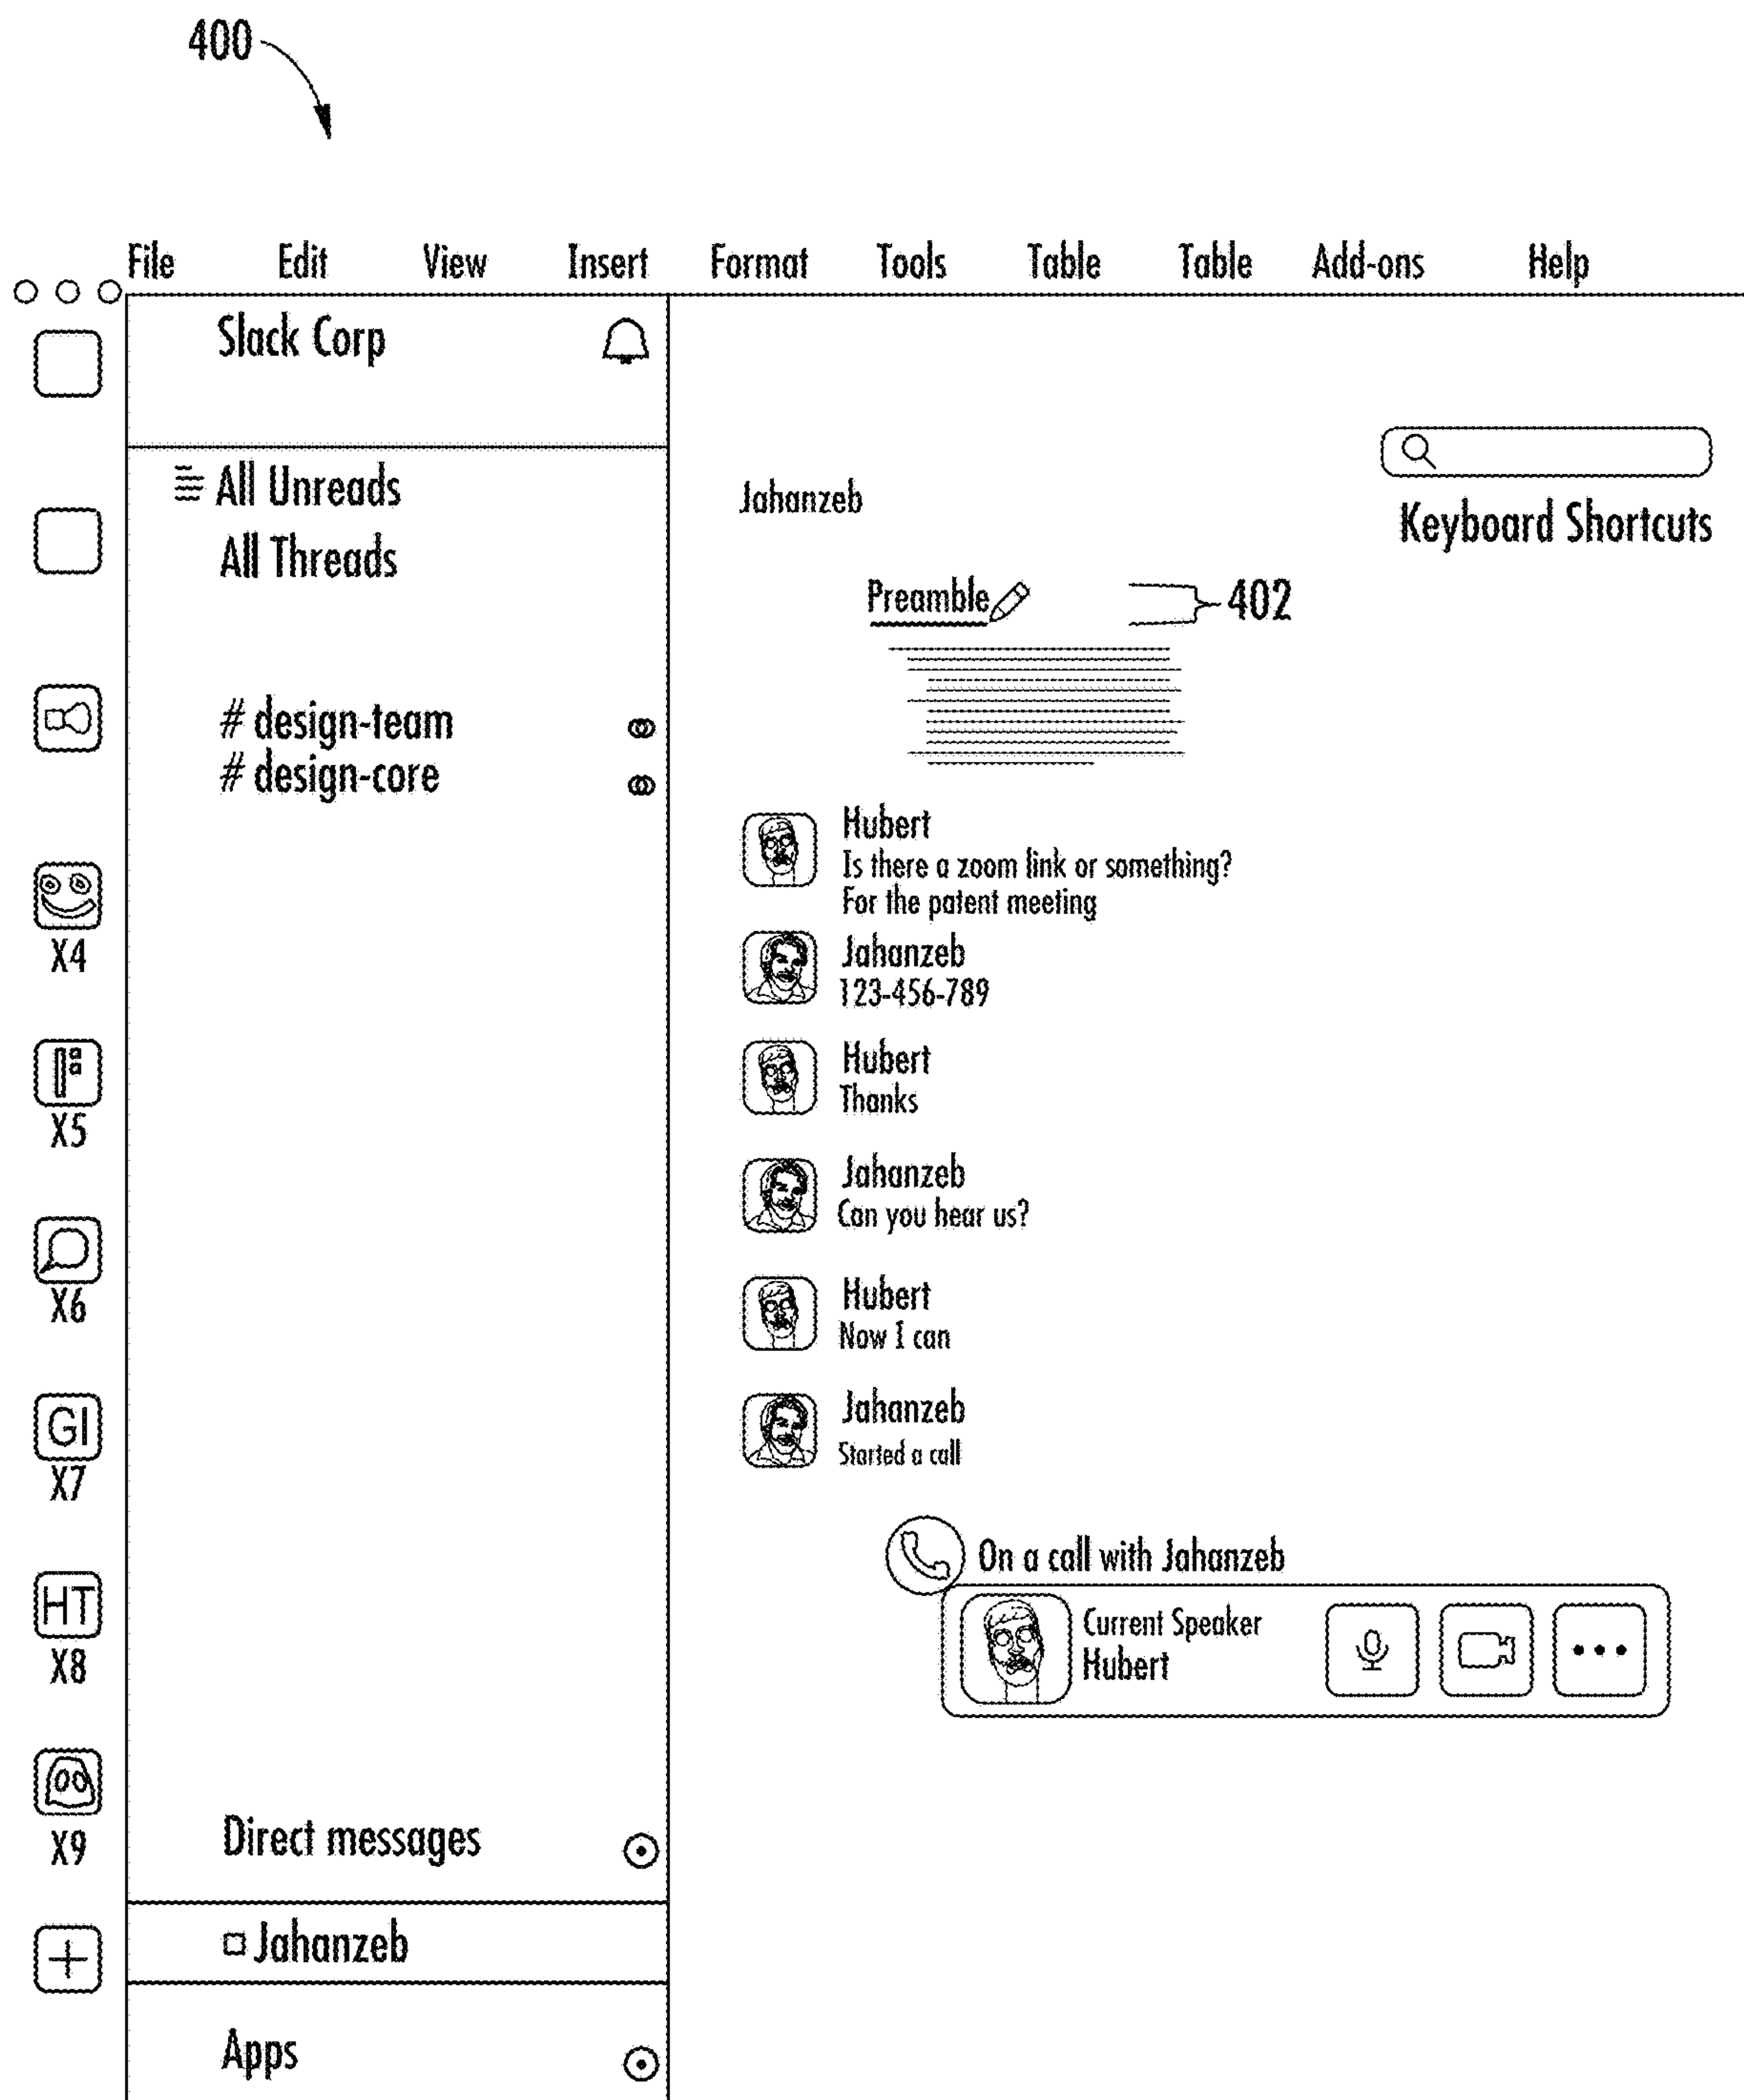 400
File Edit View Insert Format Tools Table Table Add-ons Help
Slack Corp
All Unreads
All Threads
# design-team
# design-core
X4
X5
X6
GI
X7
HT
X8
X9
Direct messages
Jahanzeb
Apps
Keyboard Shortcuts
Jahanzeb
Preamble
402
Hubert
Is there a zoom link or something?
For the patent meeting
Jahanzeb
123-456-789
Hubert
Thanks
Jahanzeb
Can you hear us?
Hubert
Now I can
Jahanzeb
Started a call
On a call with Jahanzeb
Current Speaker
Hubert